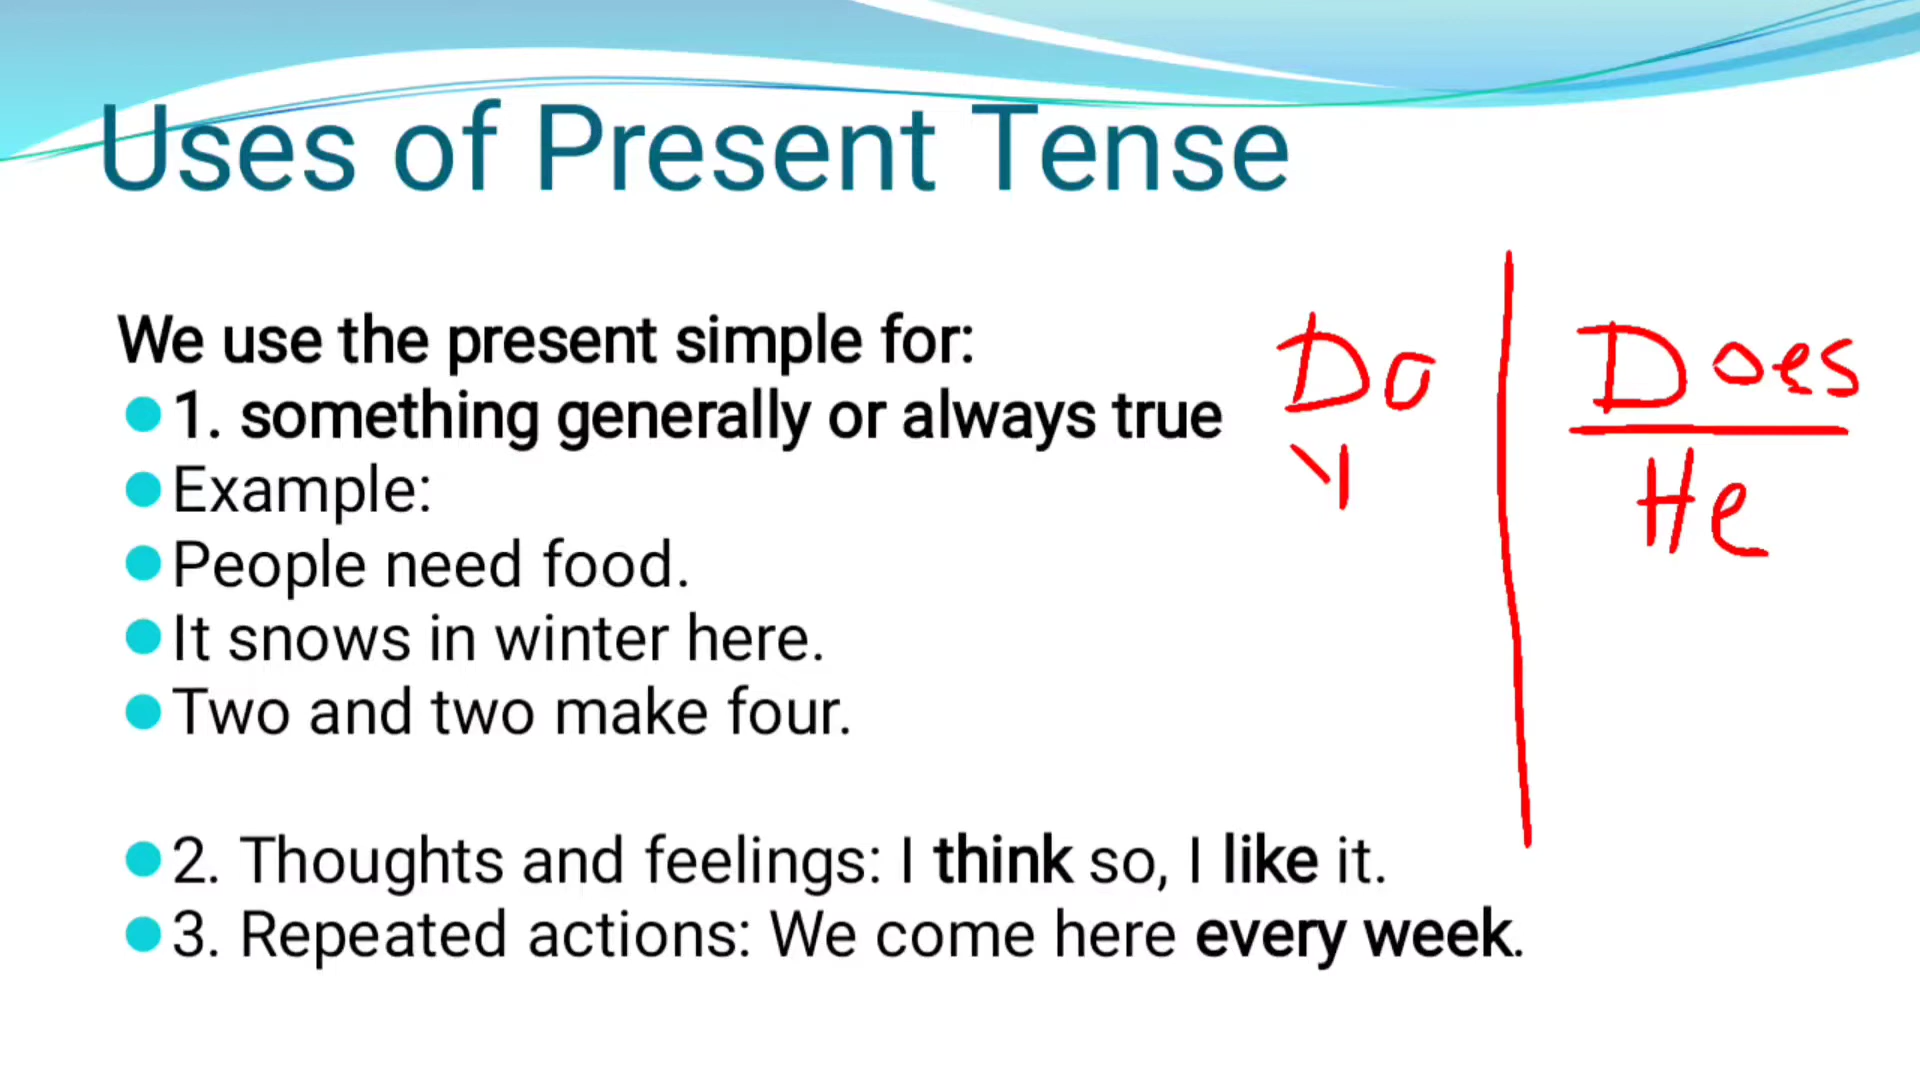 Uses of Present Tense
We use the present simple for:
1. something generally or always true
Example:
People need food.
It snows in winter here.
Two and two make four.
2. Thoughts and feelings: I think so, I like it.
3. Repeated actions: We come here every week.
Do
Does
He